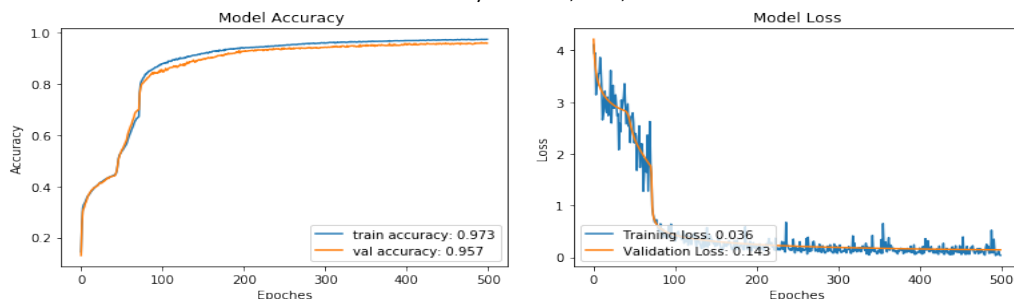 Model Accuracy
1.0
0.8
0.6
0.4
0.2
Accuracy
train accuracy: 0.973
val accuracy: 0.957
0
100
200
300
400
500
Epoches
Model Loss
4
3
2
1
0
Loss
Training loss: 0.036
Validation Loss: 0.143
0
100
200
300
400
500
Epoches